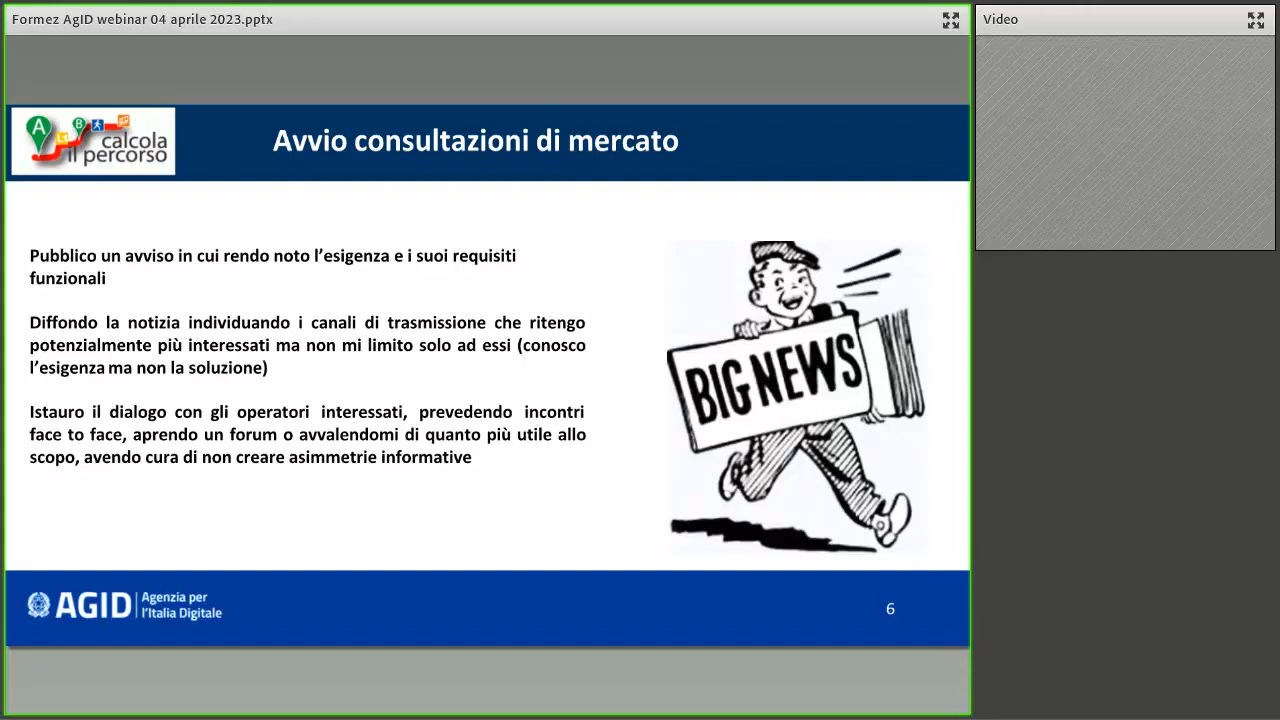 Formez AgID webinar 04 aprile 2023.pptx
Video
A
B
calcola
il percorso
Avvio consultazioni di mercato
Pubblico un avviso in cui rendo noto l'esigenza e i suoi requisiti
funzionali
Diffondo la notizia individuando i canali di trasmissione che ritengo
potenzialmente più interessati ma non mi limito solo ad essi (conosco
l'esigenza ma non la soluzione)
Istauro il dialogo con gli operatori interessati, prevedendo incontri
face to face, aprendo un forum o avvalendomi di quanto più utile allo
scopo, avendo cura di non creare asimmetrie informative
BIG NEWS
AGID
Agenzia per
l'Italia Digitale
6